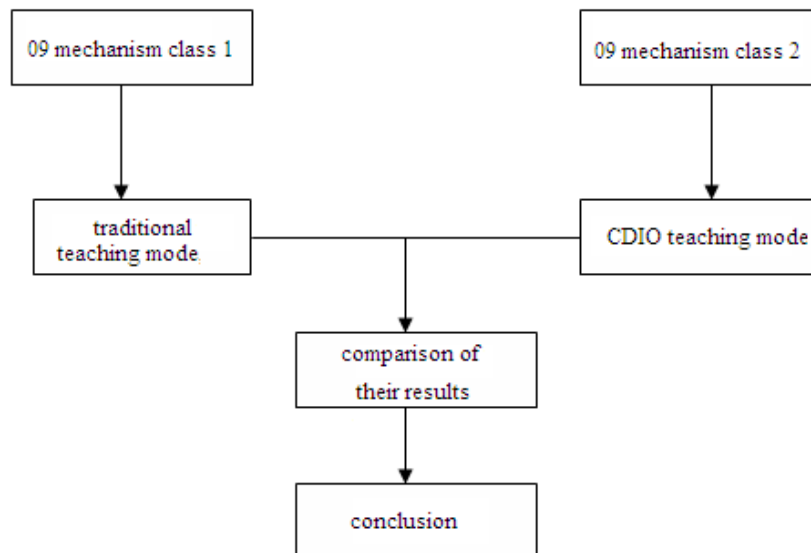 09 mechanism class 1
09 mechanism class 2
traditional
teaching mode
CDIO teaching mode
comparison of
their results
conclusion